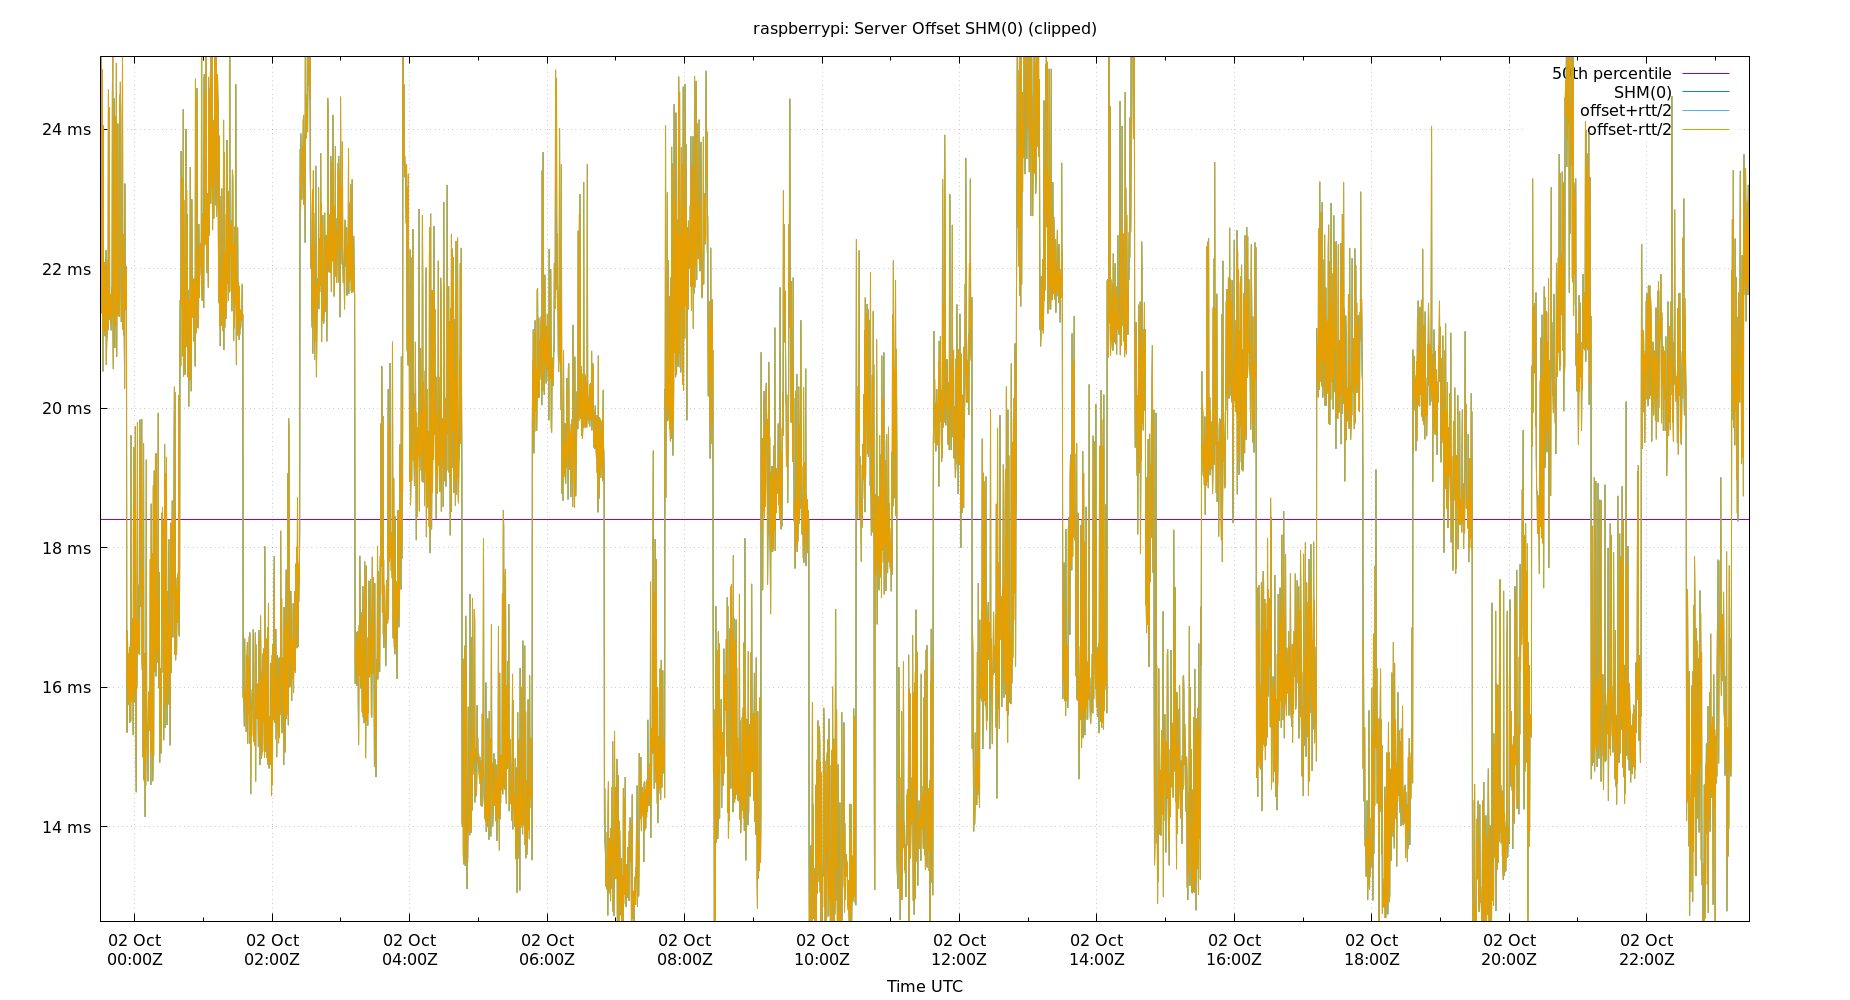 raspberrypi: Server Offset SHM(0) (clipped)
50th percentile
SHM(0)
offset+rtt/2
offset-rtt/2
24 ms
22 ms
20 ms
18 ms
16 ms
14 ms
02 Oct 02 Oct 02 Oct 02 Oct 02 Oct 02 Oct 02 Oct 02 Oct 02 Oct 02 Oct 02 Oct 02 Oct
00:00Z 02:00Z 04:00Z 06:00Z 08:00Z 10:00Z 12:00Z 14:00Z 16:00Z 18:00Z 20:00Z 22:00Z
Time UTC